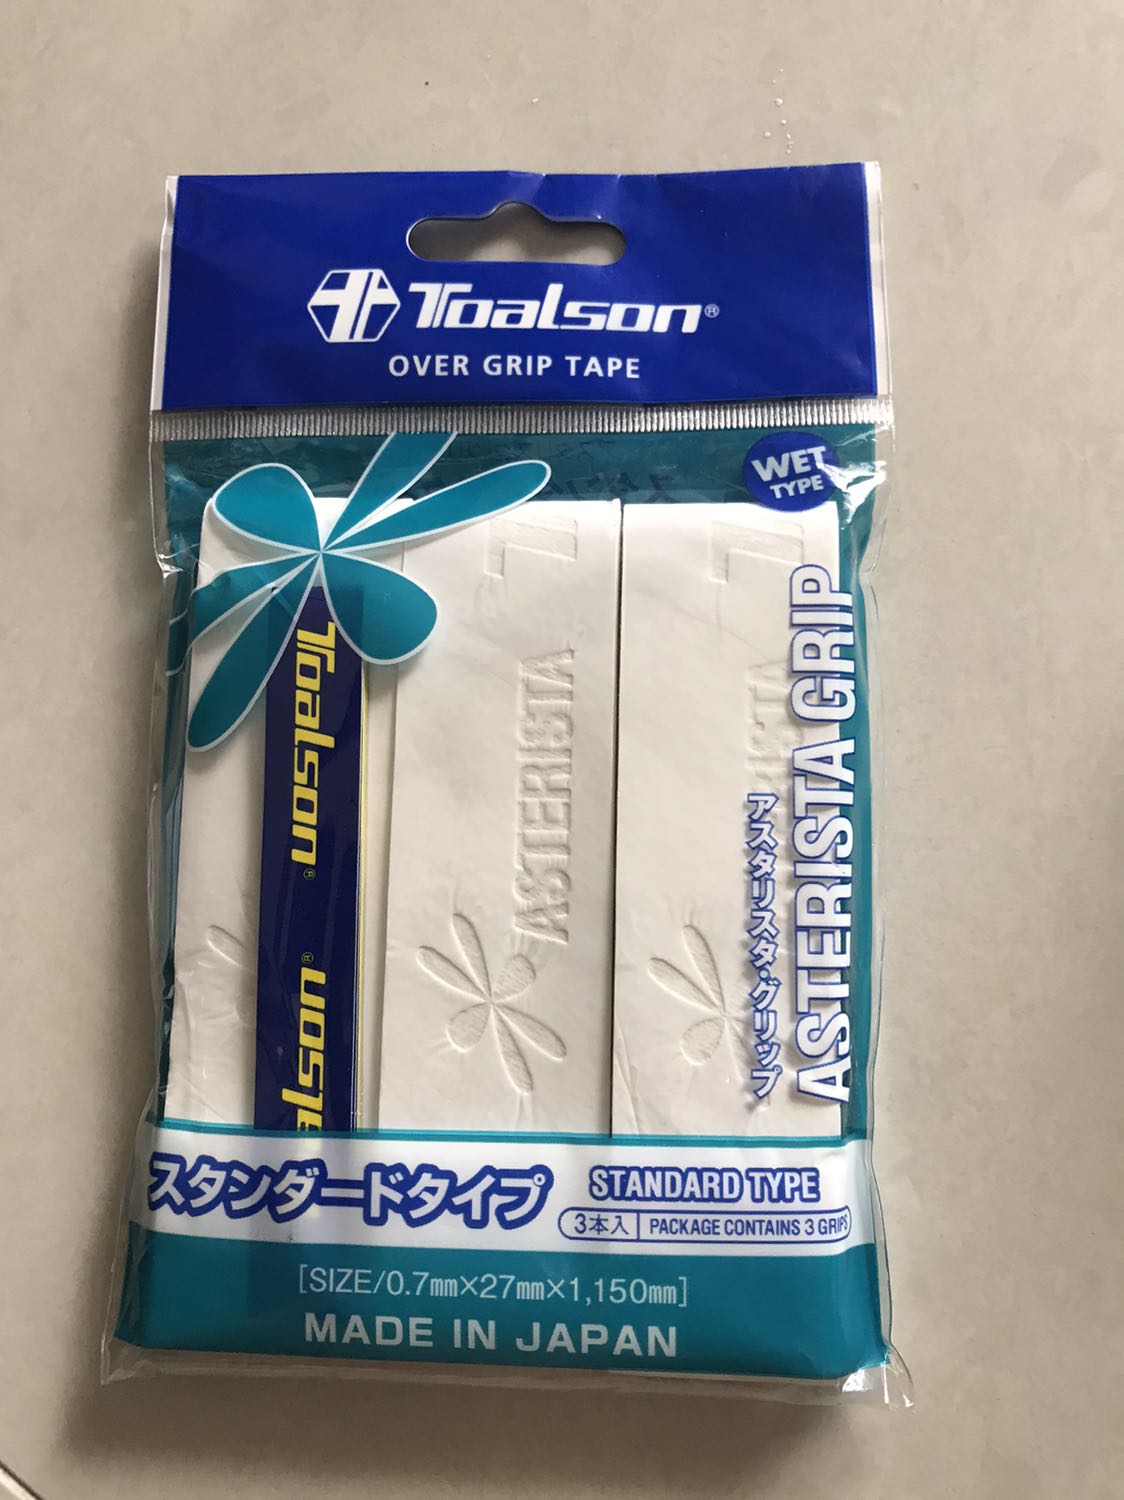 Toalson®
OVER GRIP TAPE
WET
TYPE
Toalson®
alson®
ASTERISTA
ASTERISTA GRIP
アスタリスタ・グリップ
スタンダードタイプ
STANDARD TYPE
3本入 PACKAGE CONTAINS 3 GRIPS
[SIZE/0.7mm×27mm×1,150mm]
MADE IN JAPAN